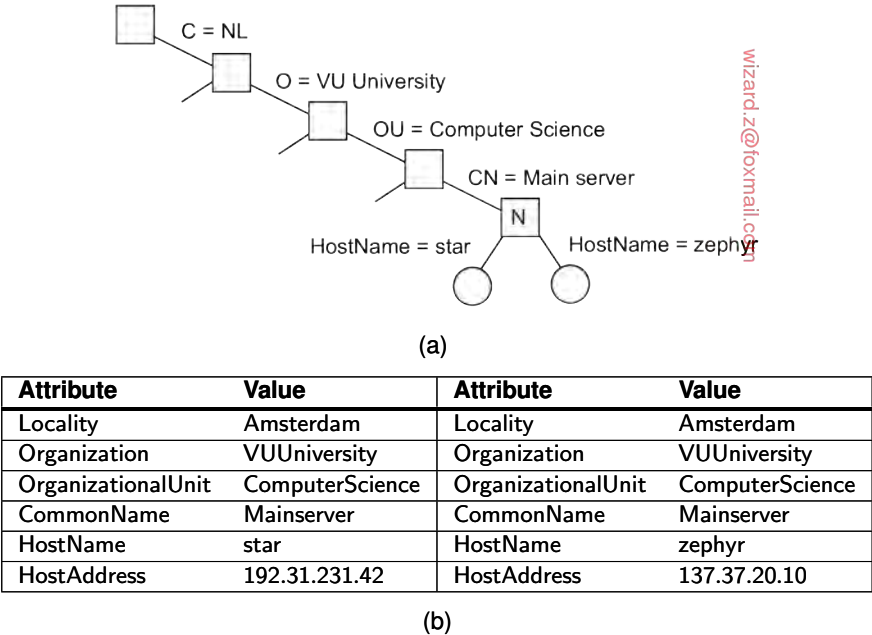 C = NL
O = VU University
OU = Computer Science
CN = Main server
N
HostName = star
HostName = zephyr
wizard.z@foxmail.com
(a)
Attribute Value Attribute Value
Locality Amsterdam Locality Amsterdam
Organization VUUniversity Organization VUUniversity
OrganizationalUnit ComputerScience OrganizationalUnit ComputerScience
CommonName Mainserver CommonName Mainserver
HostName star HostName zephyr
HostAddress 192.31.231.42 HostAddress 137.37.20.10
(b)